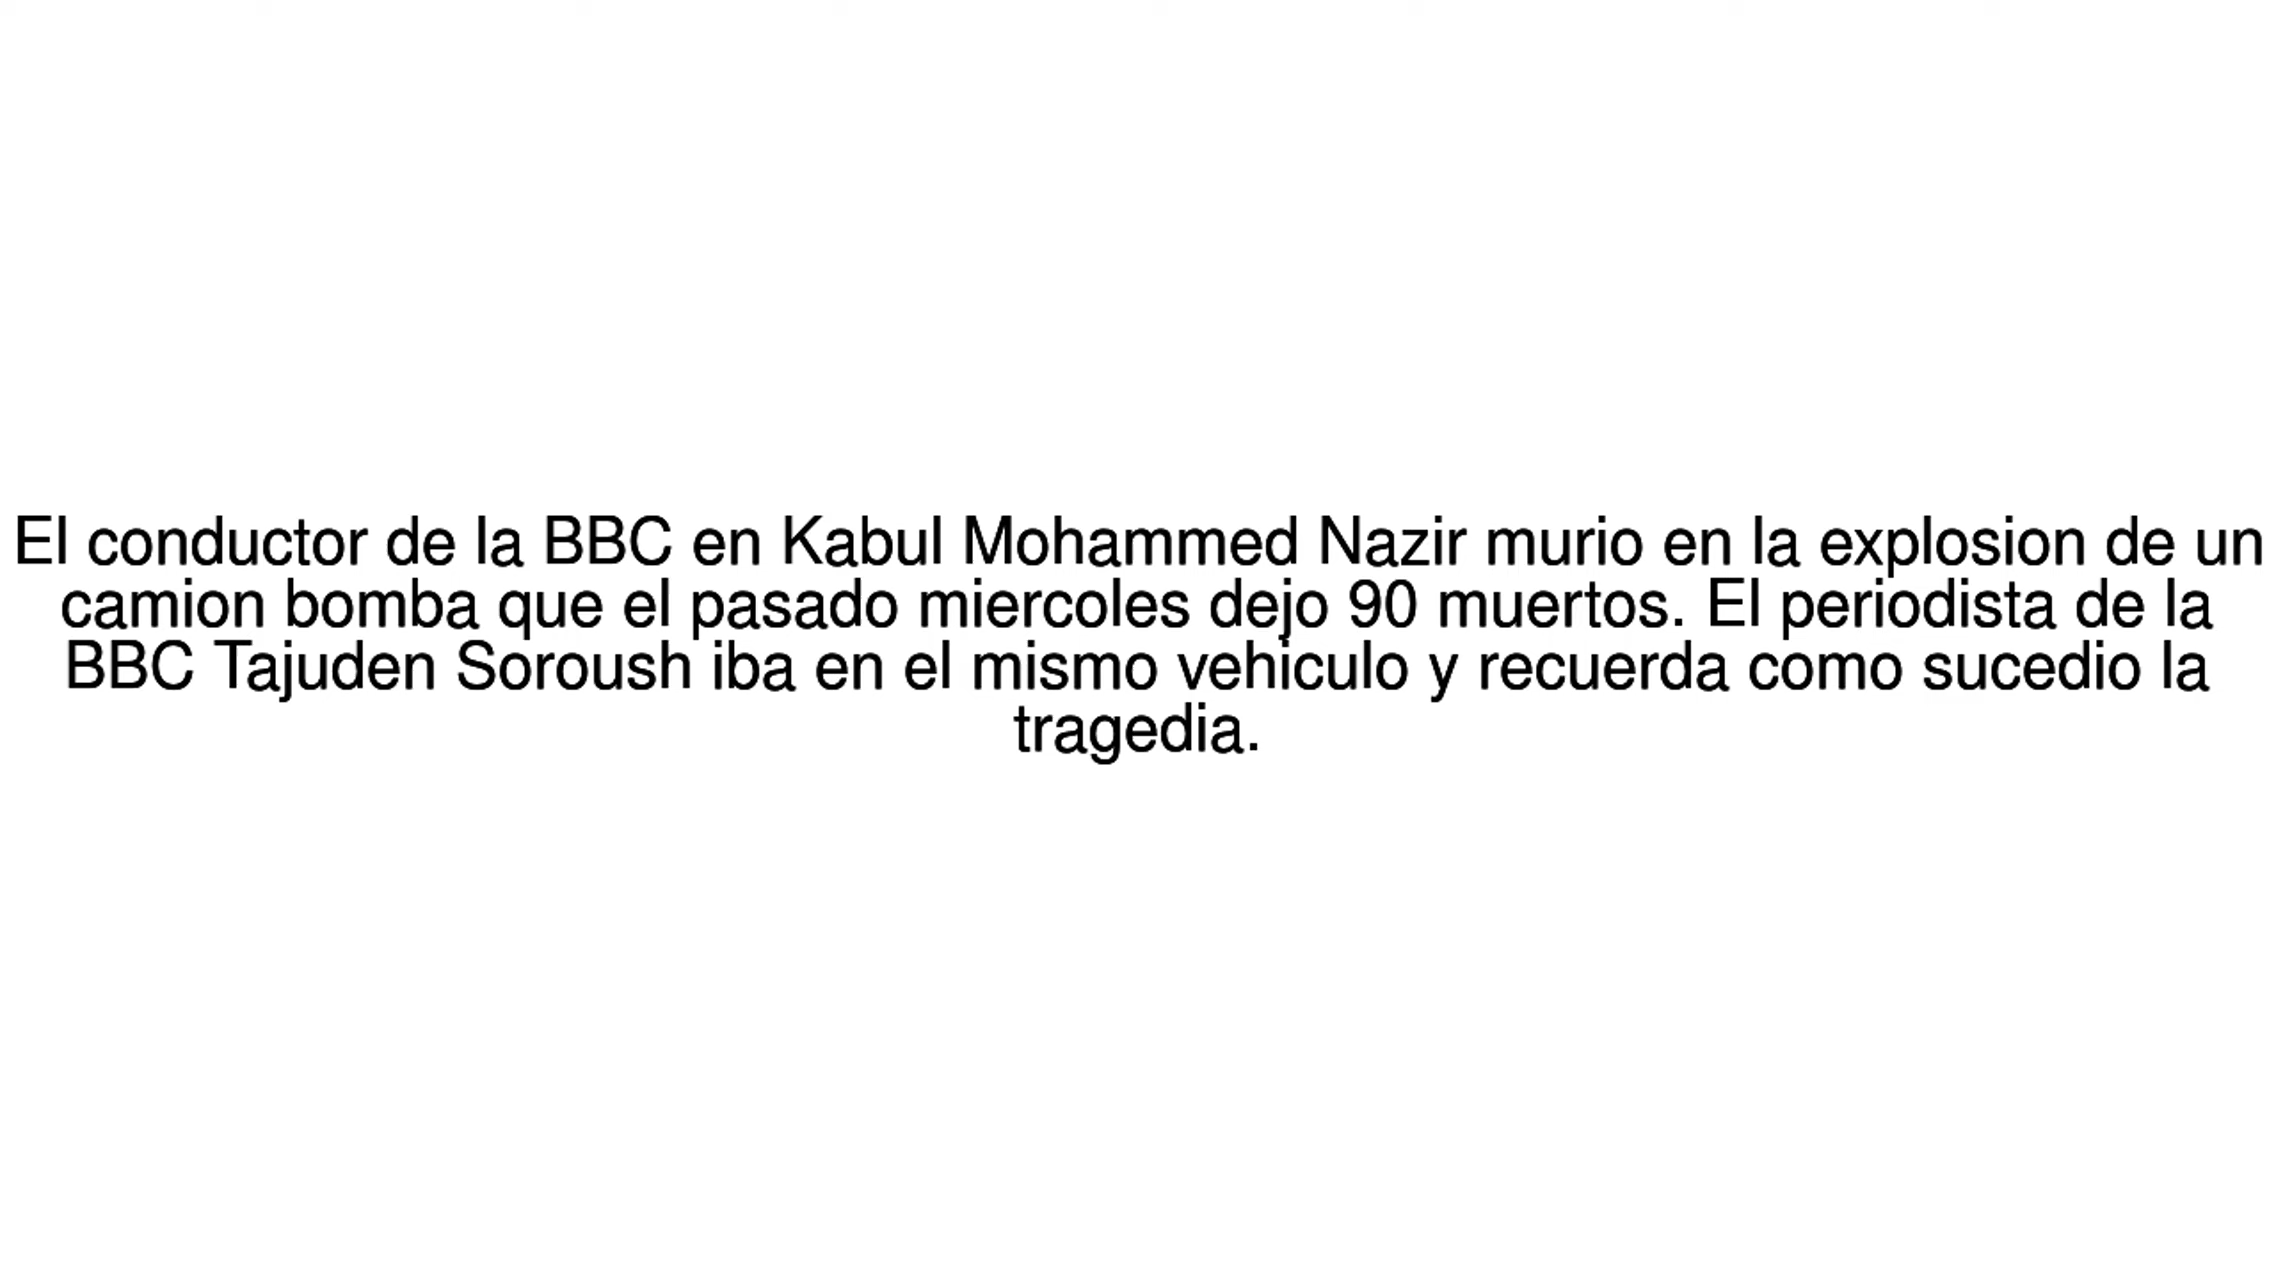 El conductor de la BBC en Kabul Mohammed Nazir murio en la explosion de un
camion bomba que el pasado miercoles dejo 90 muertos. El periodista de la
BBC Tajuden Soroush iba en el mismo vehiculo y recuerda como sucedio la
tragedia.